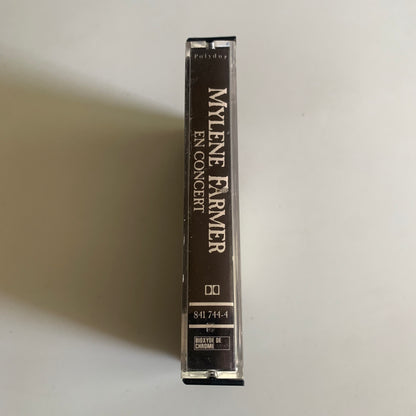 Polydor
MYLENE FARMER
EN CONCERT
841 744-4
BIOXYDE DE
CHROME